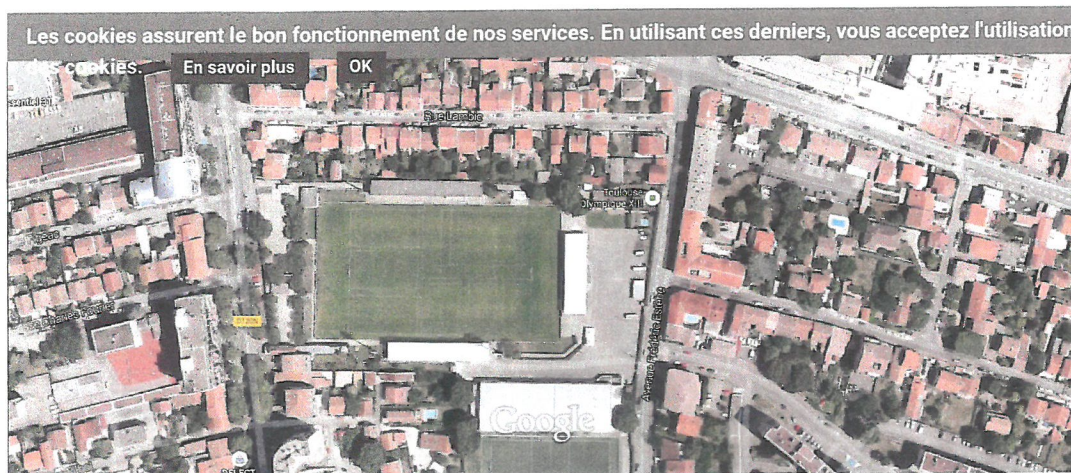 Les cookies assurent le bon fonctionnement de nos services. En utilisant ces derniers, vous acceptez l'utilisation
des cookies.
En savoir plus
OK
Rue Lambie
Toulouse
Olympique XIII
Google